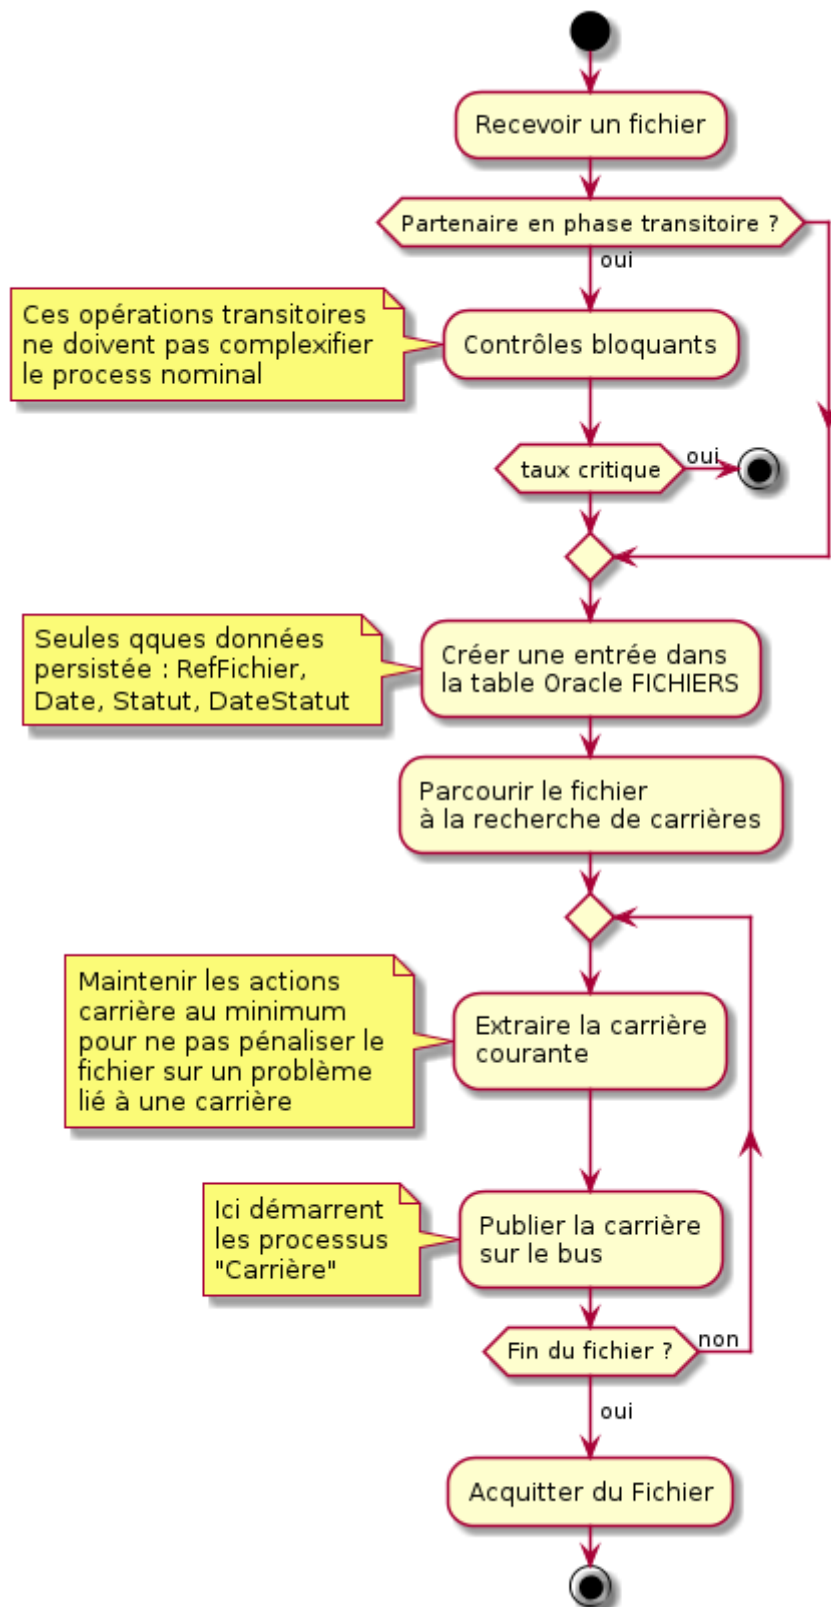 Recevoir un fichier
Partenaire en phase transitoire ?
oui
Ces opérations transitoires
ne doivent pas complexifier
le process nominal
Contrôles bloquants
taux critique
oui
Seules qques données
persistée : RefFichier,
Date, Statut, DateStatut
Créer une entrée dans
la table Oracle FICHIERS
Parcourir le fichier
à la recherche de carrières
Maintenir les actions
carrière au minimum
pour ne pas pénaliser le
fichier sur un problème
lié à une carrière
Extraire la carrière
courante
Ici démarrent
les processus
"Carrière"
Publier la carrière
sur le bus
Fin du fichier ?
non
oui
Acquitter du Fichier